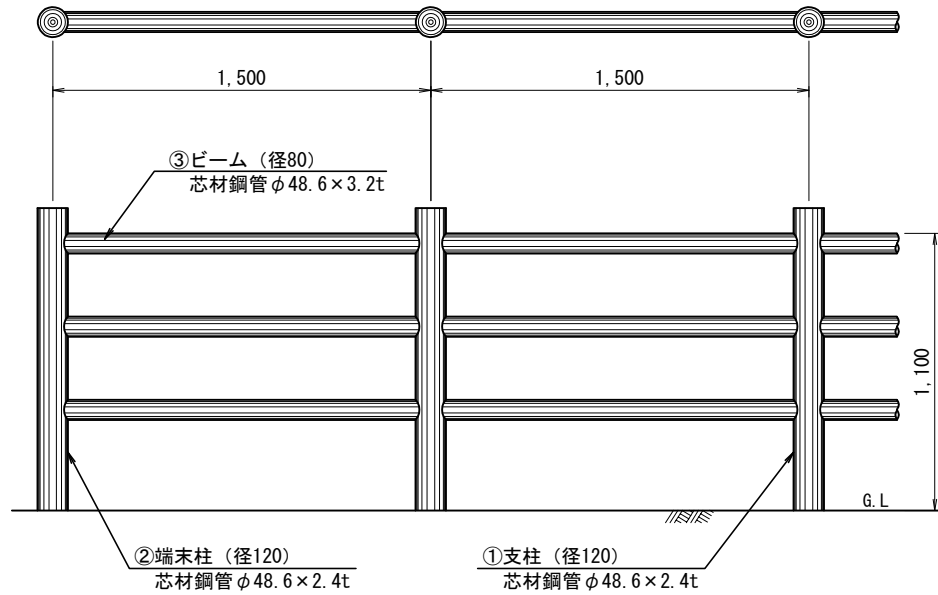 1,500
1,500
③ビーム（径80）
芯材鋼管φ48.6×3.2t
1,100
G.L
②端末柱（径120）
芯材鋼管φ48.6×2.4t
①支柱（径120）
芯材鋼管φ48.6×2.4t